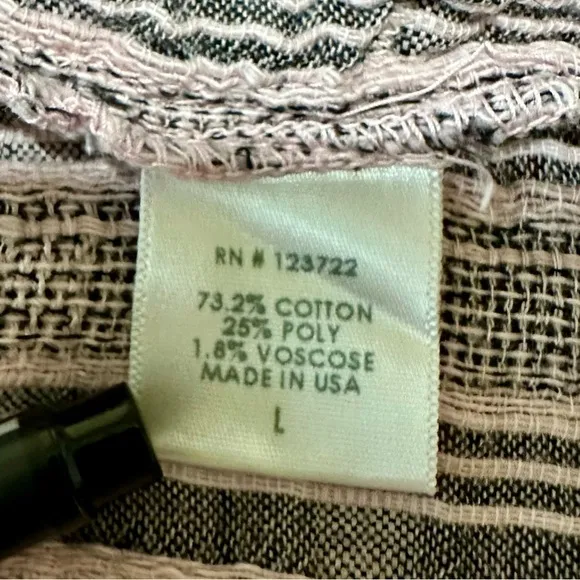 RN # 123722
73.2% COTTON
25% POLY
1.8% VOSCOSE
MADE IN USA
L